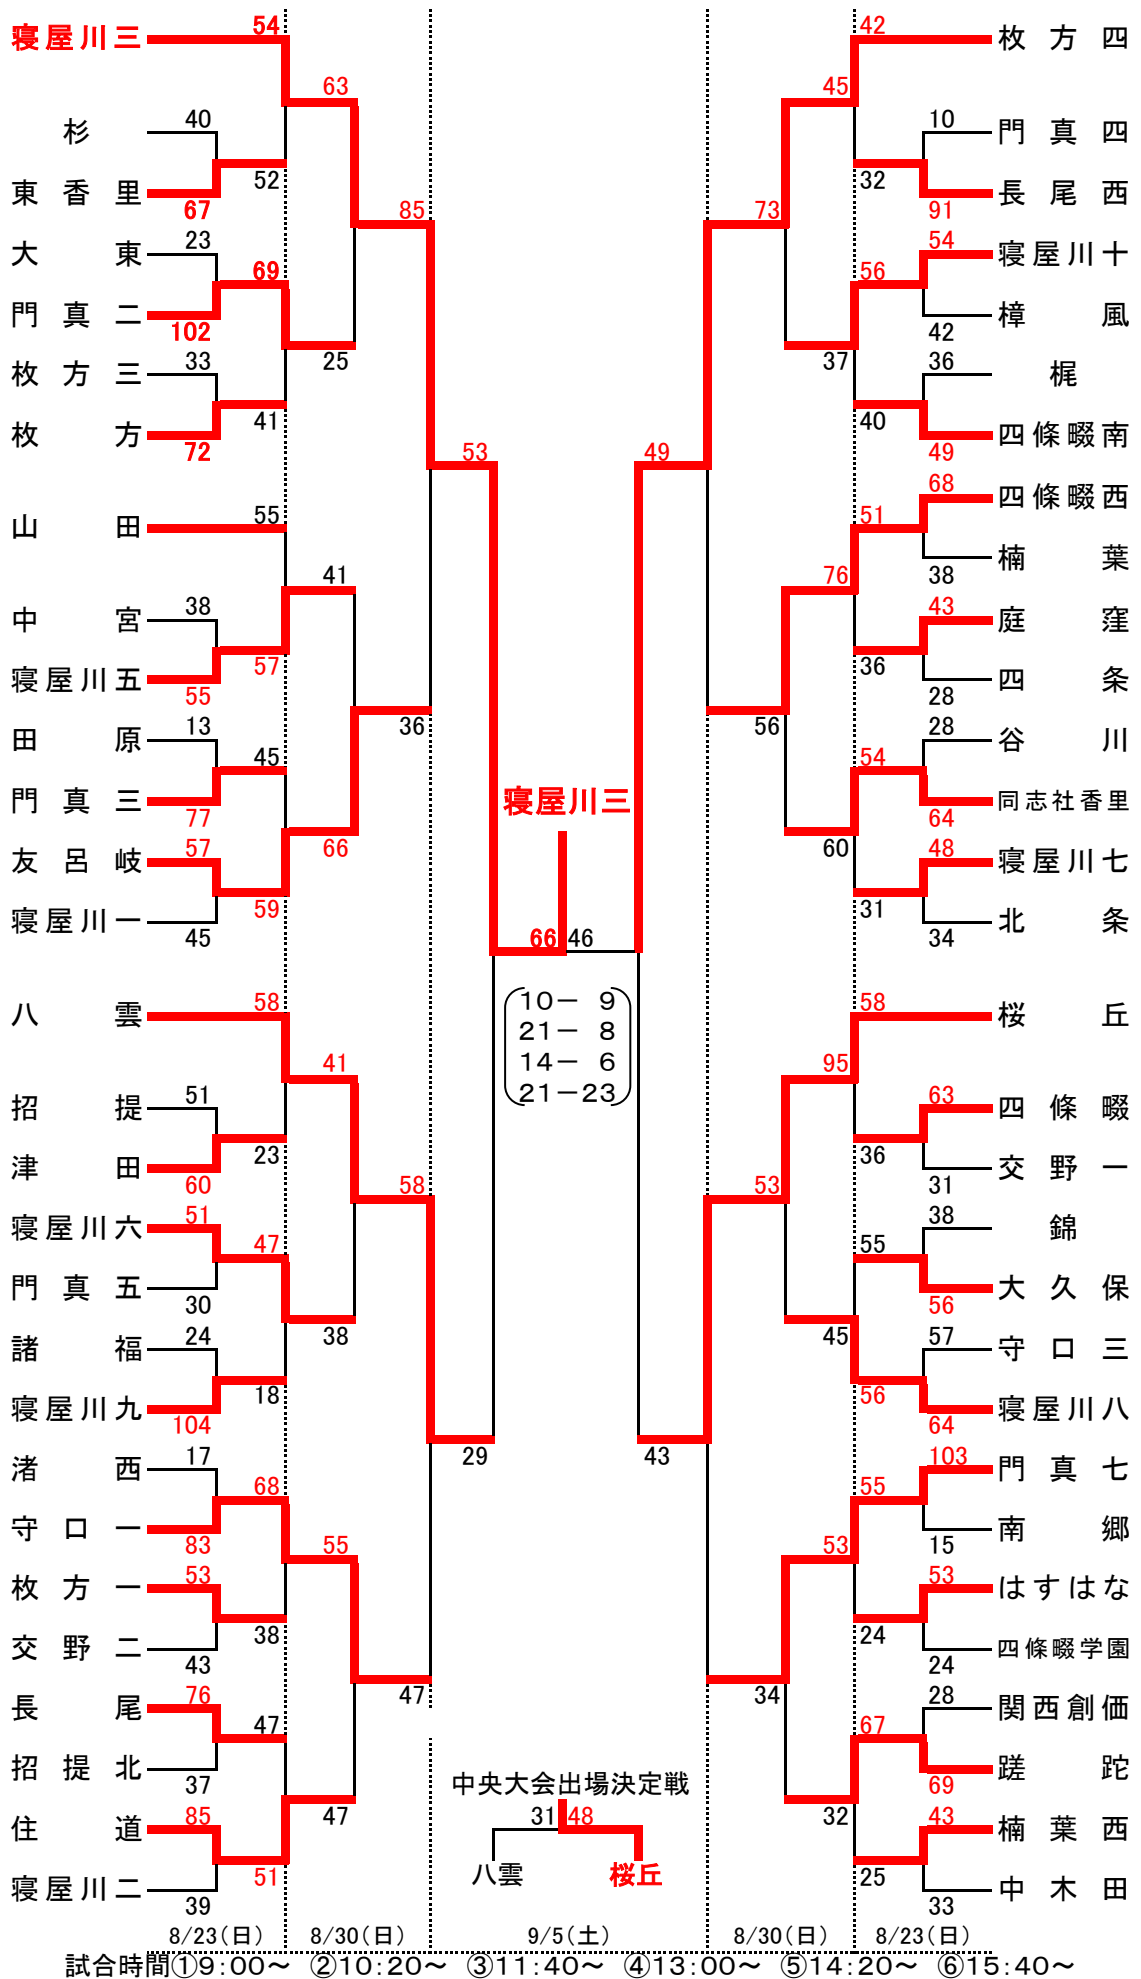 寝屋川三 54 42 枚方四
63 45
杉 40 10 門真四
52 32
東香里 67 91 長尾西
85 73
大東 23 54 寝屋川十
69 56
門真二 102 42 樟風
25 37
枚方三 33 36 梶
41 40
枚方 72 49 四條畷南
53 49
68 四條畷西
山田 55 51
38 楠葉
41 76
中宮 38 43 庭窪
57 36
寝屋川五 55 28 四条
36 56
田原 13 28 谷川
45 54
門真三 77 64 同志社香里
寝屋川三
66 60
友呂岐 57 48 寝屋川七
59 31
寝屋川一 45 34 北条
66 46
八雲 58 58 桜丘
10－ 9
21－ 8
14－ 6
21－23
41 95
招提 51 63 四條畷
23 36
津田 60 31 交野一
58 53
寝屋川六 51 38 錦
47 55
門真五 30 56 大久保
38 45
諸福 24 57 守口三
18 56
寝屋川九 104 64 寝屋川八
29 43
渚西 17 103 門真七
68 55
守口一 83 15 南郷
55 53
枚方一 53 53 はすはな
38 24
交野二 43 24 四條畷学園
47 34
長尾 76 28 関西創価
47 67
招提北 37 69 蹉跎
中央大会出場決定戦
47 32
住道 85 31 48 43 楠葉西
51 八雲 桜丘 25
寝屋川二 39 33 中木田
8/23(日) 8/30(日) 9/5(土) 8/30(日) 8/23(日)
試合時間①9:00～ ②10:20～ ③11:40～ ④13:00～ ⑤14:20～ ⑥15:40～